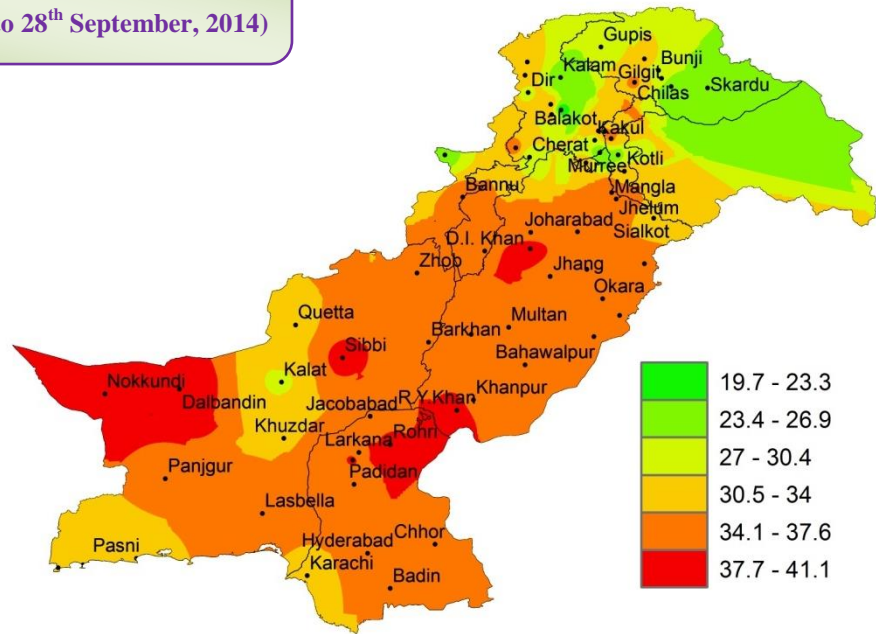 to 28th September, 2014)
Gupis
Bunji
Kalam
Gilgit
Dir
Chilas
Skardu
Balakot
Kakul
Cherat
Kotli
Murree
Bannu
Mangla
Jhelum
Joharabad
Sialkot
D.I. Khan
Zhob
Jhang
Okara
Quetta
Multan
Barkhan
Sibbi
Bahawalpur
Kalat
Nokkundi
Dalbandin
Khanpur
R.Y.Khan
Jacobabad
Khuzdar
Rohri
Larkana
Panjgur
Padidan
Lasbella
Chhor
Hyderabad
Pasni
Karachi
Badin
19.7 - 23.3
23.4 - 26.9
27 - 30.4
30.5 - 34
34.1 - 37.6
37.7 - 41.1